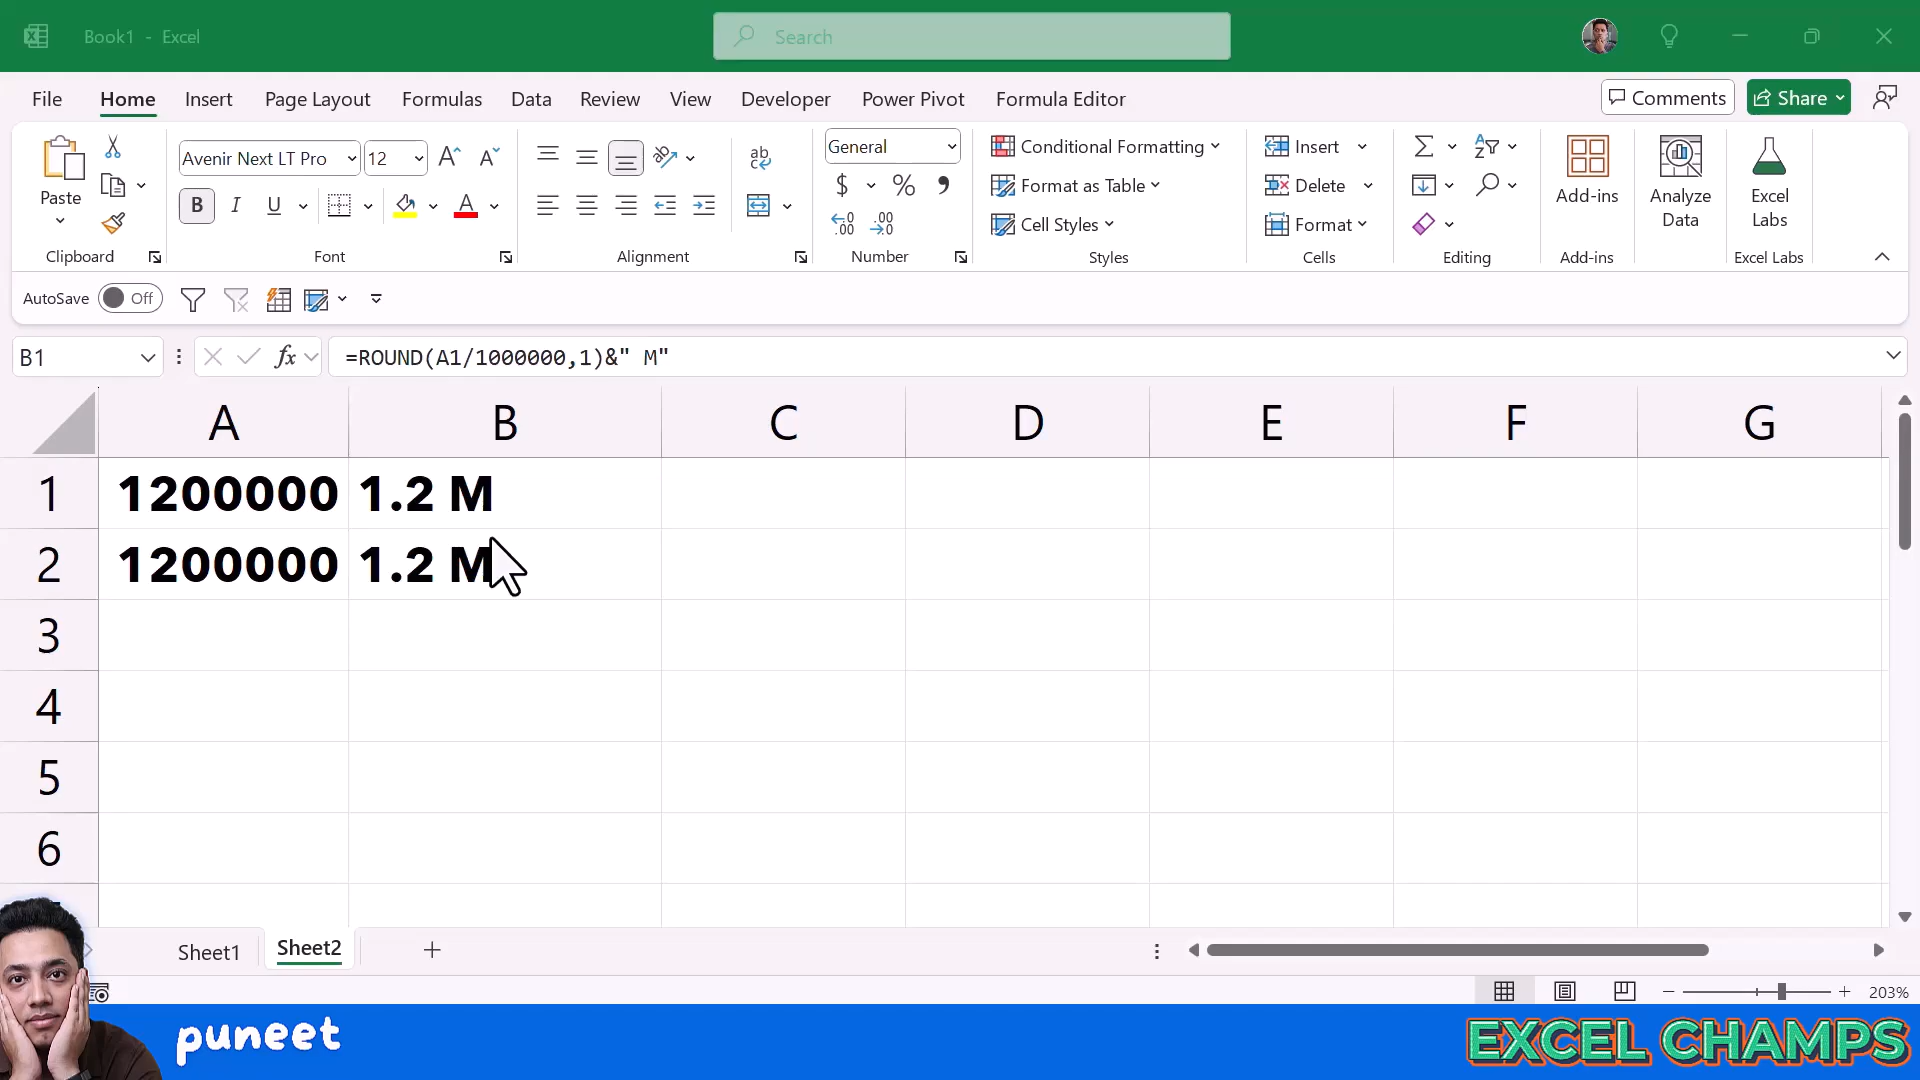 Book1 - Excel
Search
File Home Insert Page Layout Formulas Data Review View Developer Power Pivot Formula Editor
Comments Share
Paste
Clipboard
Avenir Next LT Pro 12
B I U
Font
ab
Alignment
General
$ % ,
Number
Conditional Formatting
Format as Table
Cell Styles
Styles
Insert
Delete
Format
Cells
Editing
Add-ins
Add-ins
Analyze
Data
Excel
Labs
Excel Labs
AutoSave Off
B1
fx =ROUND(A1/1000000,1)&" M"
A B C D E F G
1 1200000 1.2 M
2 1200000 1.2 M
3
4
5
6
Sheet1 Sheet2
203%
puneet
EXCEL CHAMPS